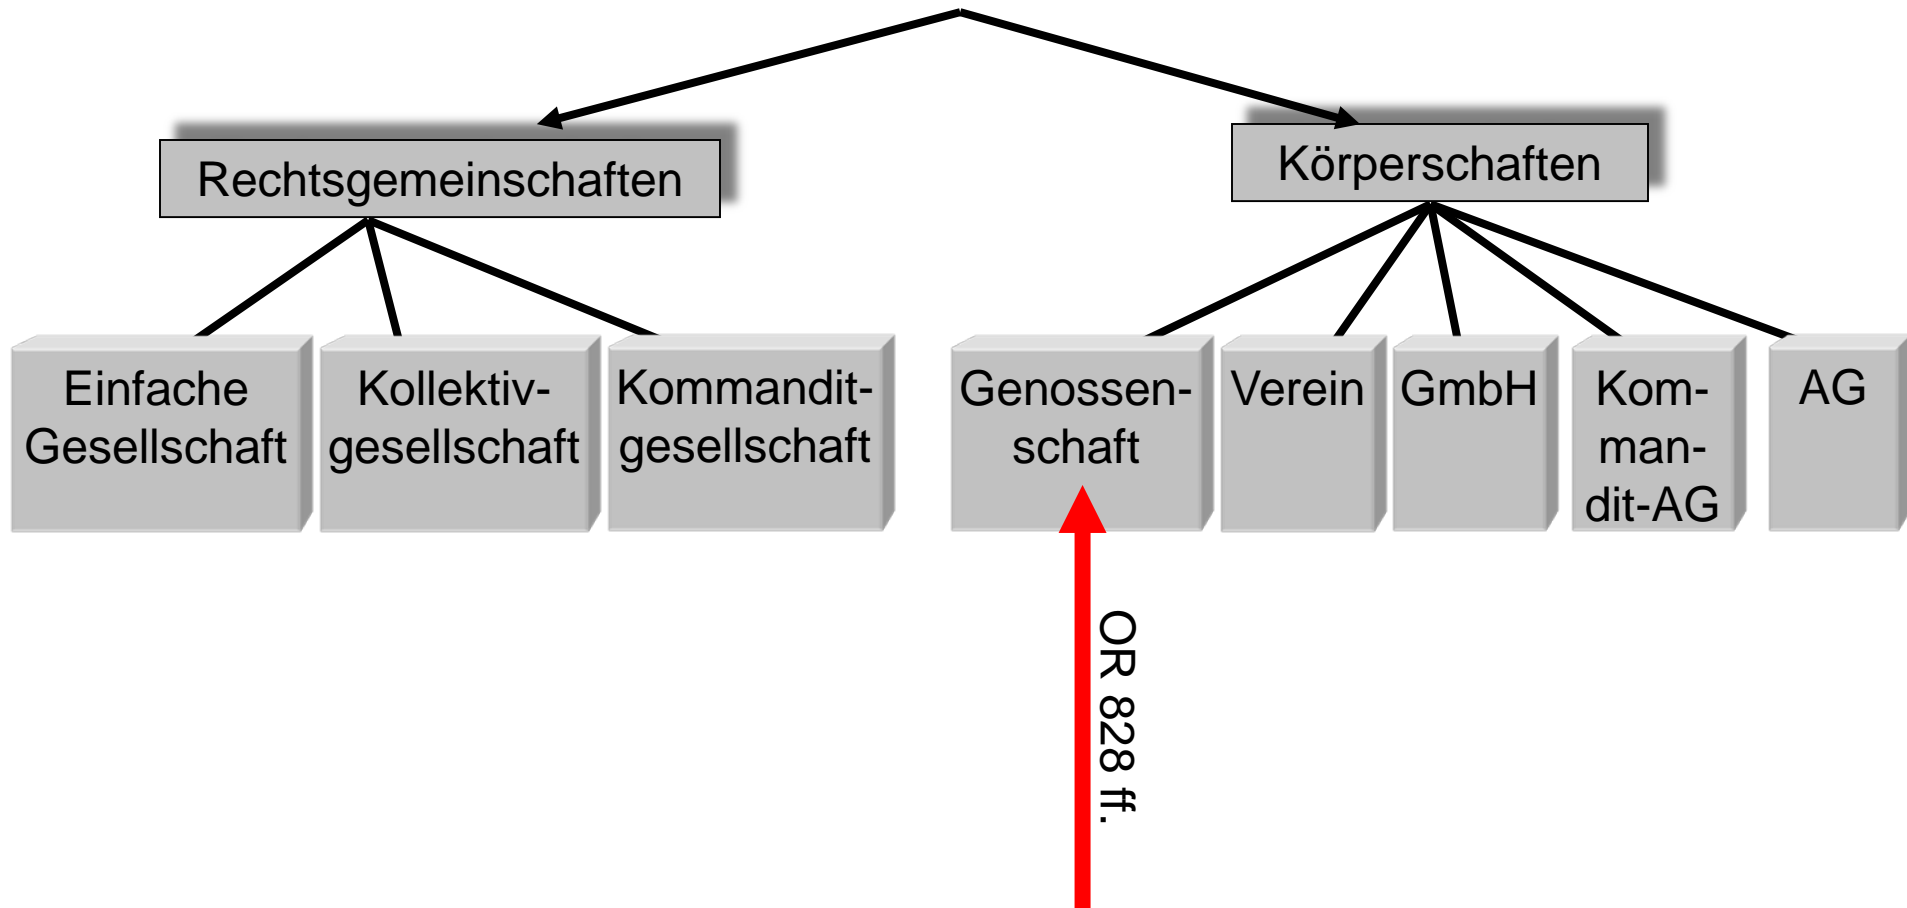 Rechtsgemeinschaften
Körperschaften
Einfache
Gesellschaft
Kollektiv-
gesellschaft
Kommandit-
gesellschaft
Genossen-
schaft
Verein
GmbH
Kom-
man-
dit-AG
AG
OR 828 ff.